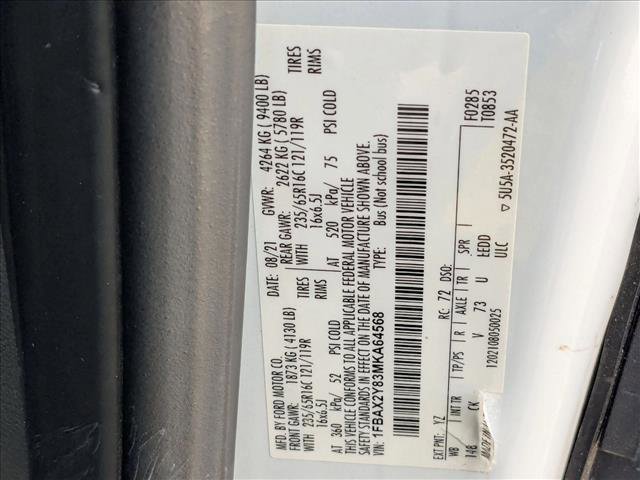 MFD. BY FORD MOTOR CO. DATE: 08/21 GVWR: 4264 KG ( 9400 LB)
FRONT GAWR: 1873 KG ( 4130 LB) REAR GAWR: 2622 KG ( 5780 LB)
WITH 235/65R16C 121/119R TIRES WITH 235/65R16C 121/119R TIRES
16x6.5J RIMS 16x6.5J RIMS
AT 360 kPa/ 52 PSI COLD AT 520 kPa/ 75 PSI COLD
THIS VEHICLE CONFORMS TO ALL APPLICABLE FEDERAL MOTOR VEHICLE
SAFETY STANDARDS IN EFFECT ON THE DATE OF MANUFACTURE SHOWN ABOVE.
VIN: 1FBAX2Y83MKA64568 TYPE: Bus (Not school bus)
F0285
T0853
EXT PNT: YZ RC: 72 DSO:
WB INT TR TP/PS R AXLE TR SPR
148 CK V 73 U EDD
MADE IN 1202108050025 ULC
5U5A-3520472-AA